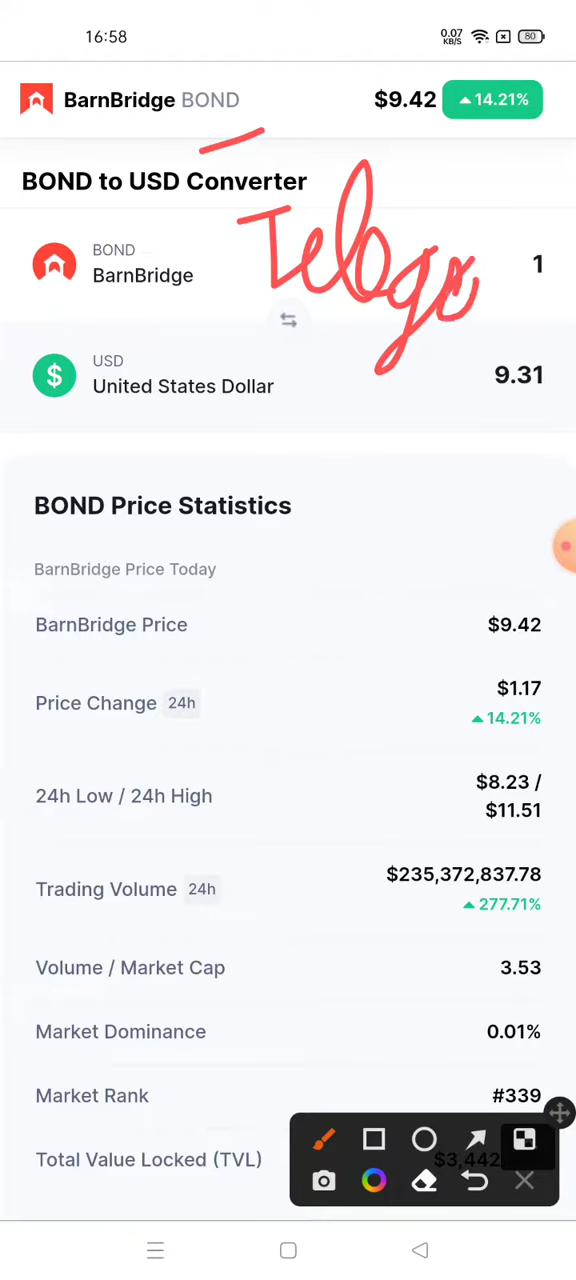 16:58
0.07 KB/S
80
BarnBridge BOND $9.42 14.21%
BOND to USD Converter
BOND
BarnBridge 1
USD
United States Dollar 9.31
BOND Price Statistics
BarnBridge Price Today
BarnBridge Price $9.42
Price Change 24h $1.17
14.21%
24h Low / 24h High $8.23 /
$11.51
Trading Volume 24h $235,372,837.78
277.71%
Volume / Market Cap 3.53
Market Dominance 0.01%
Market Rank #339
Total Value Locked (TVL) $3,442